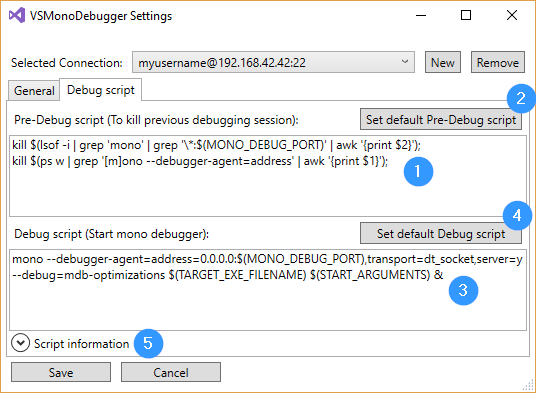 VSMonoDebugger Settings
Selected Connection: myusername@192.168.42.42:22 New Remove
General Debug script
2
Pre-Debug script (To kill previous debugging session): Set default Pre-Debug script
kill $(lsof -i | grep 'mono' | grep '\*:$(MONO_DEBUG_PORT)' | awk '{print $2}');
kill $(ps w | grep '[m]ono --debugger-agent=address' | awk '{print $1}');
1
4
Debug script (Start mono debugger): Set default Debug script
mono --debugger-agent=address=0.0.0.0:$(MONO_DEBUG_PORT),transport=dt_socket,server=y
--debug=mdb-optimizations $(TARGET_EXE_FILENAME) $(START_ARGUMENTS) &
3
Script information 5
Save Cancel